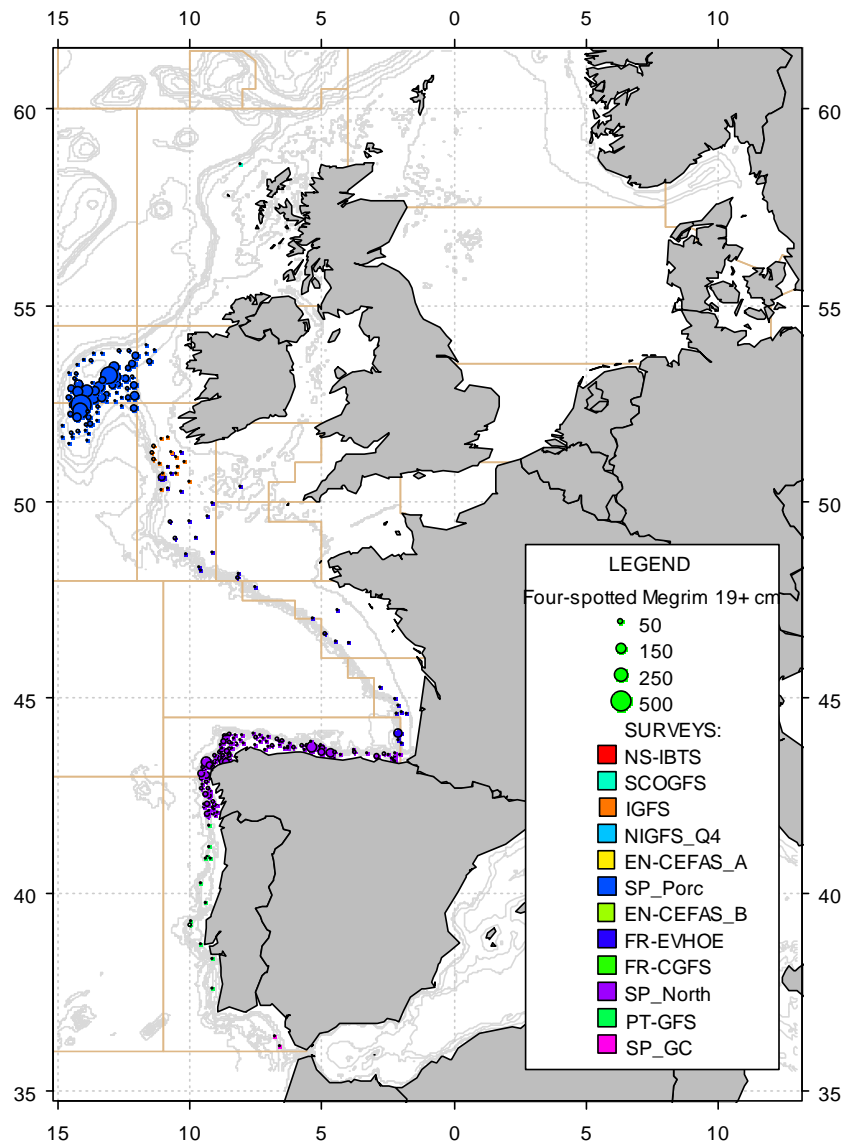 15 10 5 0 5 10
60 60
55 55
50 50
45 45
40 40
35 35
LEGEND
Four-spotted Megrim 19+ cm
50
150
250
500
SURVEYS:
NS-IBTS
SCOGFS
IGFS
NIGFS_Q4
EN-CEFAS_A
SP_Porc
EN-CEFAS_B
FR-EVHOE
FR-CGFS
SP_North
PT-GFS
SP_GC
15 10 5 0 5 10